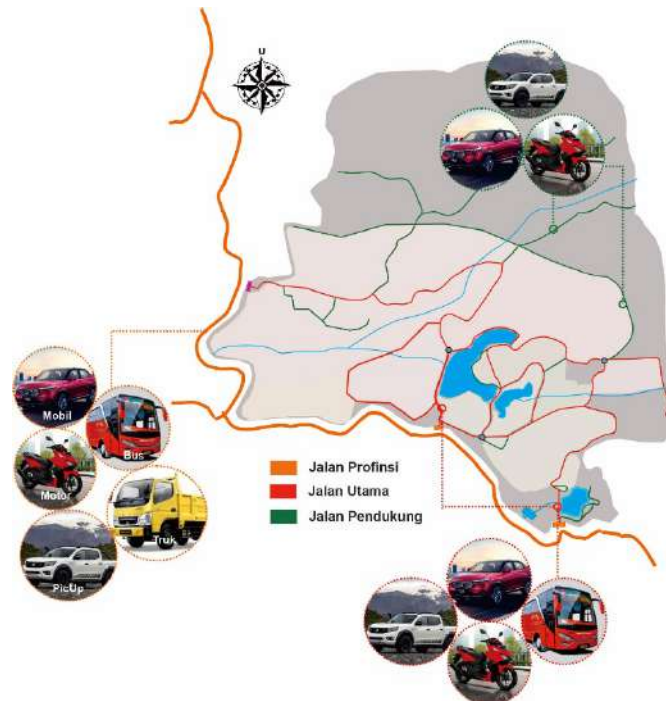 U
Mobil
Bus
Motor
Truk
PicUp
Jalan Profinsi
Jalan Utama
Jalan Pendukung